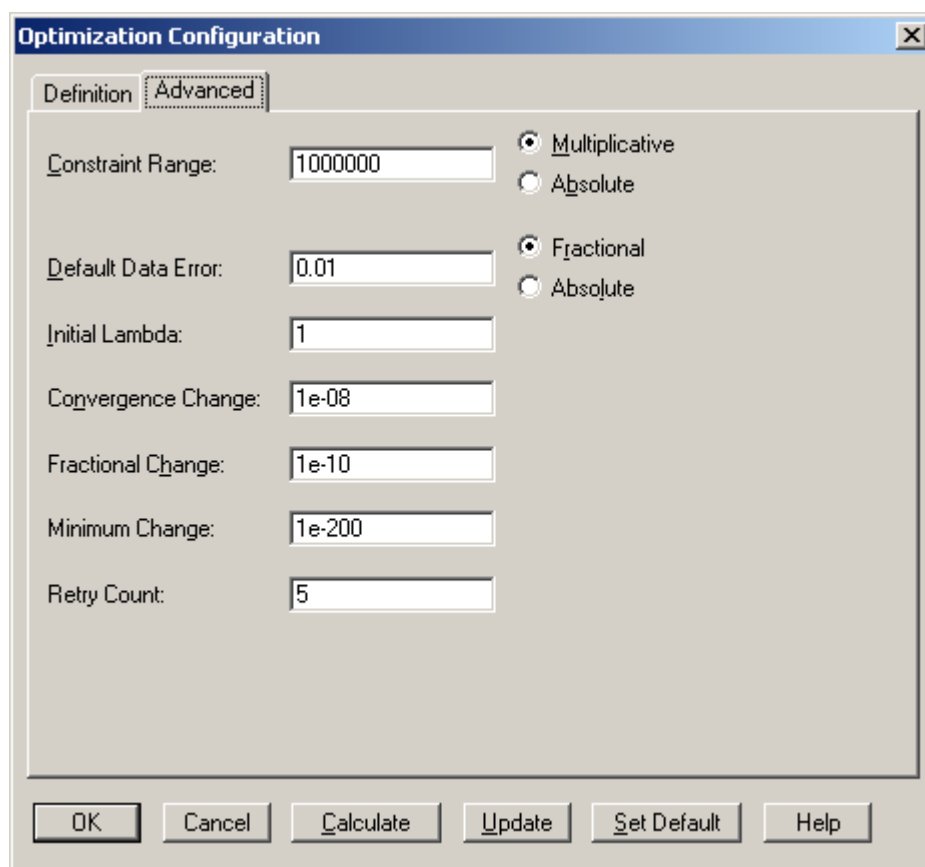 Optimization Configuration
Definition Advanced
Constraint Range: 1000000 Multiplicative
Absolute
Default Data Error: 0.01 Fractional
Absolute
Initial Lambda: 1
Convergence Change: 1e-08
Fractional Change: 1e-10
Minimum Change: 1e-200
Retry Count: 5
OK Cancel Calculate Update Set Default Help